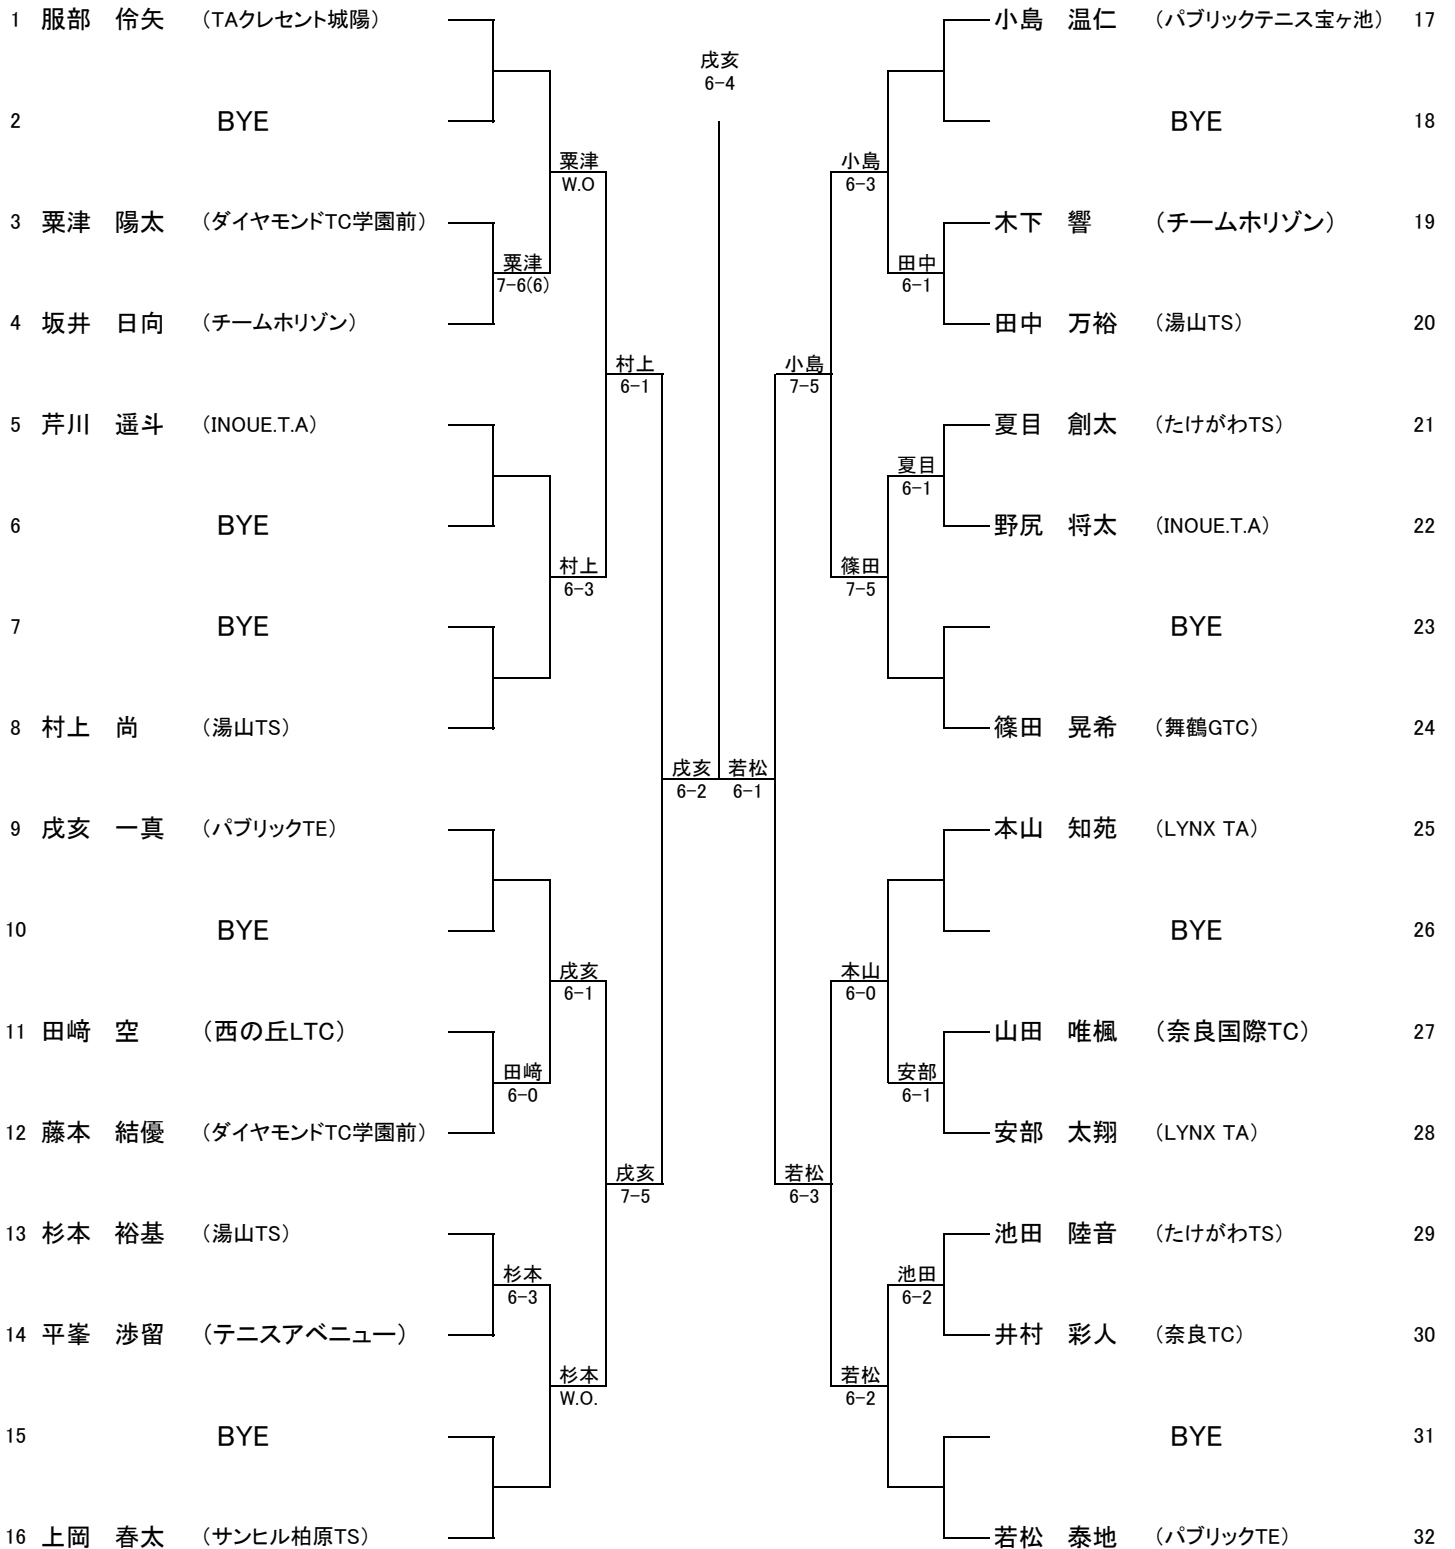 1 服部 伶矢 （TAクレセント城陽）
2 BYE
3 粟津 陽太 （ダイヤモンドTC学園前）
4 坂井 日向 （チームホリゾン）
5 芹川 遥斗 （INOUE.T.A）
6 BYE
7 BYE
8 村上 尚 （湯山TS）
9 戌亥 一真 （パブリックTE）
10 BYE
11 田﨑 空 （西の丘LTC）
12 藤本 結優 （ダイヤモンドTC学園前）
13 杉本 裕基 （湯山TS）
14 平峯 渉留 （テニスアベニュー）
15 BYE
16 上岡 春太 （サンヒル柏原TS）
粟津
7-6(6)
田﨑
6-0
杉本
6-3
粟津
W.O
村上
6-3
戌亥
6-1
杉本
W.O.
村上
6-1
戌亥
7-5
戌亥
6-2
戌亥
6-4
若松
6-1
小島
7-5
若松
6-3
小島
6-3
篠田
7-5
本山
6-0
若松
6-2
田中
6-1
夏目
6-1
安部
6-1
池田
6-2
小島 温仁 （パブリックテニス宝ヶ池） 17
BYE 18
木下 響 （チームホリゾン） 19
田中 万裕 （湯山TS） 20
夏目 創太 （たけがわTS） 21
野尻 将太 （INOUE.T.A） 22
BYE 23
篠田 晃希 （舞鶴GTC） 24
本山 知苑 （LYNX TA） 25
BYE 26
山田 唯楓 （奈良国際TC） 27
安部 太翔 （LYNX TA） 28
池田 陸音 （たけがわTS） 29
井村 彩人 （奈良TC） 30
BYE 31
若松 泰地 （パブリックTE） 32